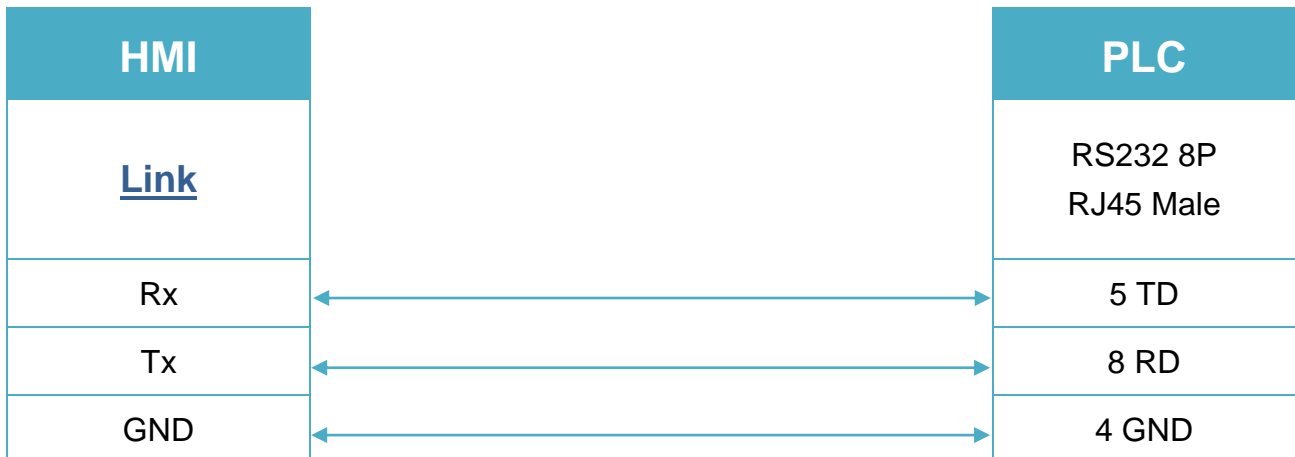 HMI PLC
Link
RS232 8P
RJ45 Male
Rx 5 TD
Tx 8 RD
GND 4 GND